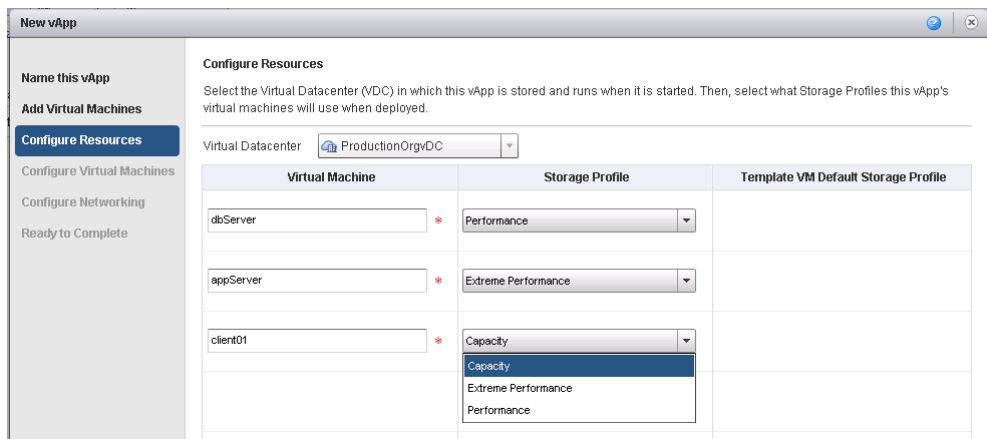 New vApp
Name this vApp
Add Virtual Machines
Configure Resources
Configure Virtual Machines
Configure Networking
Ready to Complete
Configure Resources
Select the Virtual Datacenter (VDC) in which this vApp is stored and runs when it is started. Then, select what Storage Profiles this vApp's
virtual machines will use when deployed.
Virtual Datacenter ProductionOrgvDC
Virtual Machine Storage Profile Template VM Default Storage Profile
dbServer * Performance
appServer * Extreme Performance
client01 * Capacity
Capacity
Extreme Performance
Performance